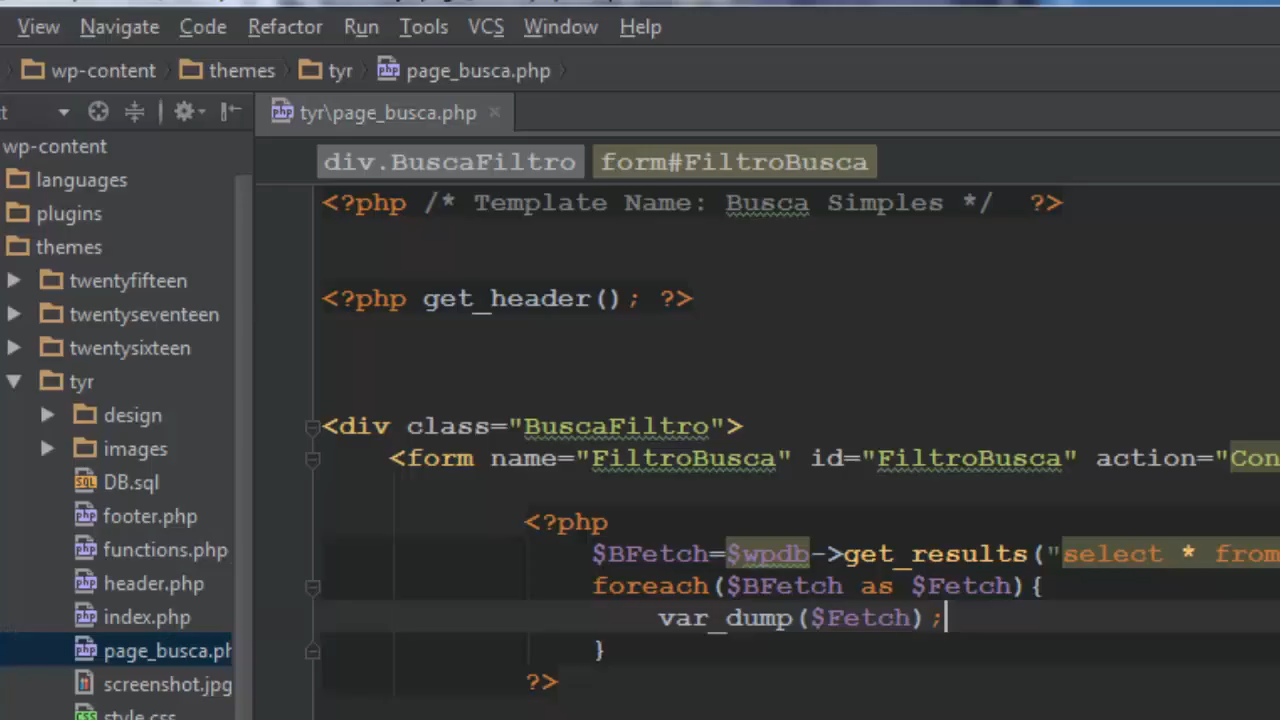 View Navigate Code Refactor Run Tools VCS Window Help
wp-content themes tyr page_busca.php
tyr\page_busca.php
wp-content
languages
plugins
themes
twentyfifteen
twentyseventeen
twentysixteen
tyr
design
images
DB.sql
footer.php
functions.php
header.php
index.php
page_busca.ph
screenshot.jpg
style.css
div.BuscaFiltro form#FiltroBusca
<?php /* Template Name: Busca Simples */ ?>
<?php get_header(); ?>
<div class="BuscaFiltro">
<form name="FiltroBusca" id="FiltroBusca" action="Con
<?php
$BFetch=$wpdb->get_results("select * from
foreach($BFetch as $Fetch){
var_dump($Fetch);
}
?>